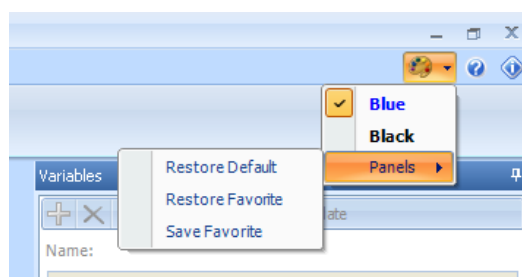 Blue
Black
Panels
Restore Default
Restore Favorite
Save Favorite
Variables
Name: